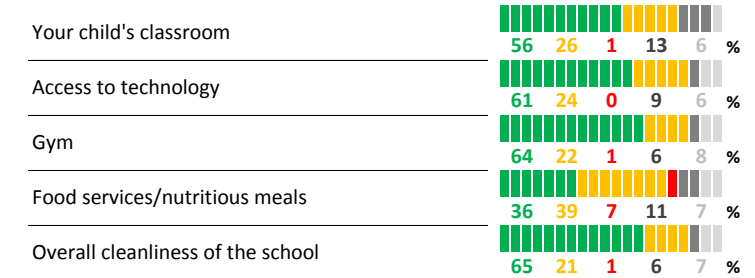 Your child's classroom
56 26 1 13 6 %
Access to technology
61 24 0 9 6 %
Gym
64 22 1 6 8 %
Food services/nutritious meals
36 39 7 11 7 %
Overall cleanliness of the school
65 21 1 6 7 %